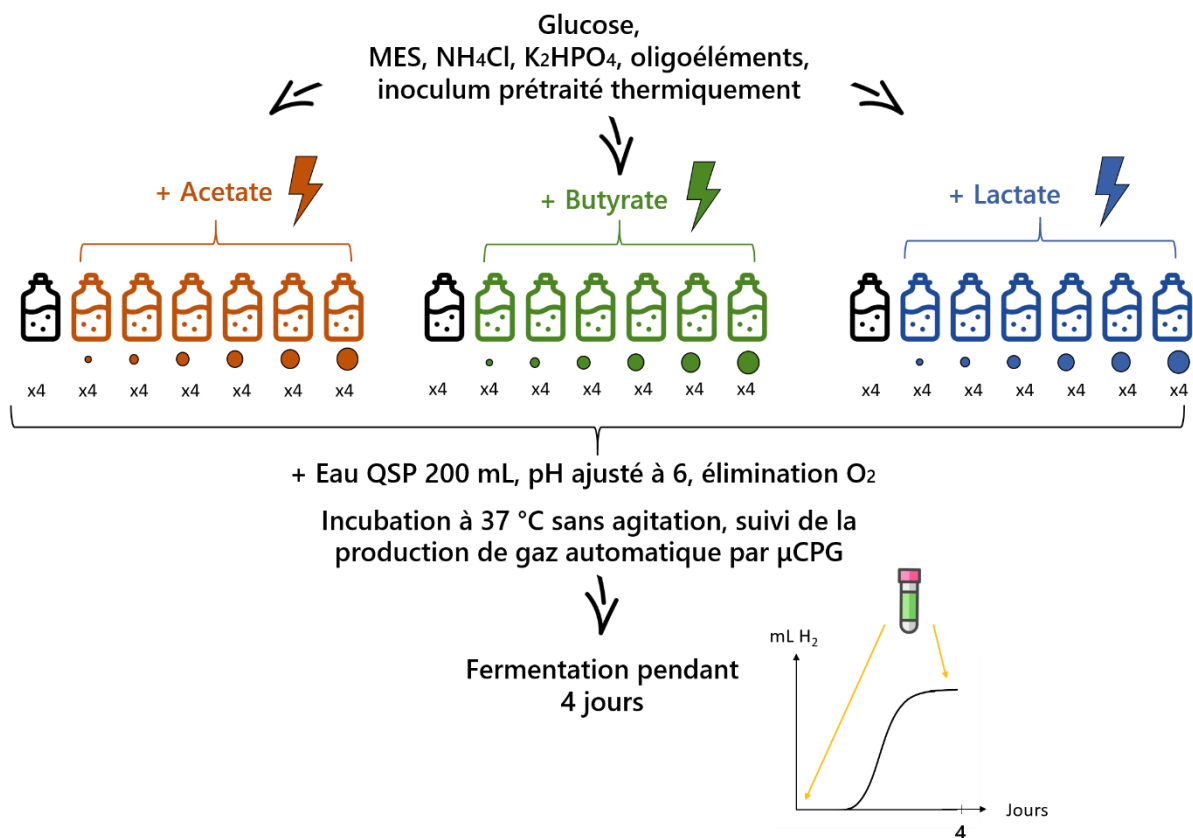 Glucose,
MES, NH4Cl, K2HPO4, oligoéléments,
inoculum prétraité thermiquement
+ Acetate
+ Butyrate
+ Lactate
x4 x4 x4 x4 x4 x4 x4
x4 x4 x4 x4 x4 x4 x4
x4 x4 x4 x4 x4 x4 x4
+ Eau QSP 200 mL, pH ajusté à 6, élimination O2
Incubation à 37 °C sans agitation, suivi de la
production de gaz automatique par µCPG
Fermentation pendant
4 jours
mL H2
Jours
4